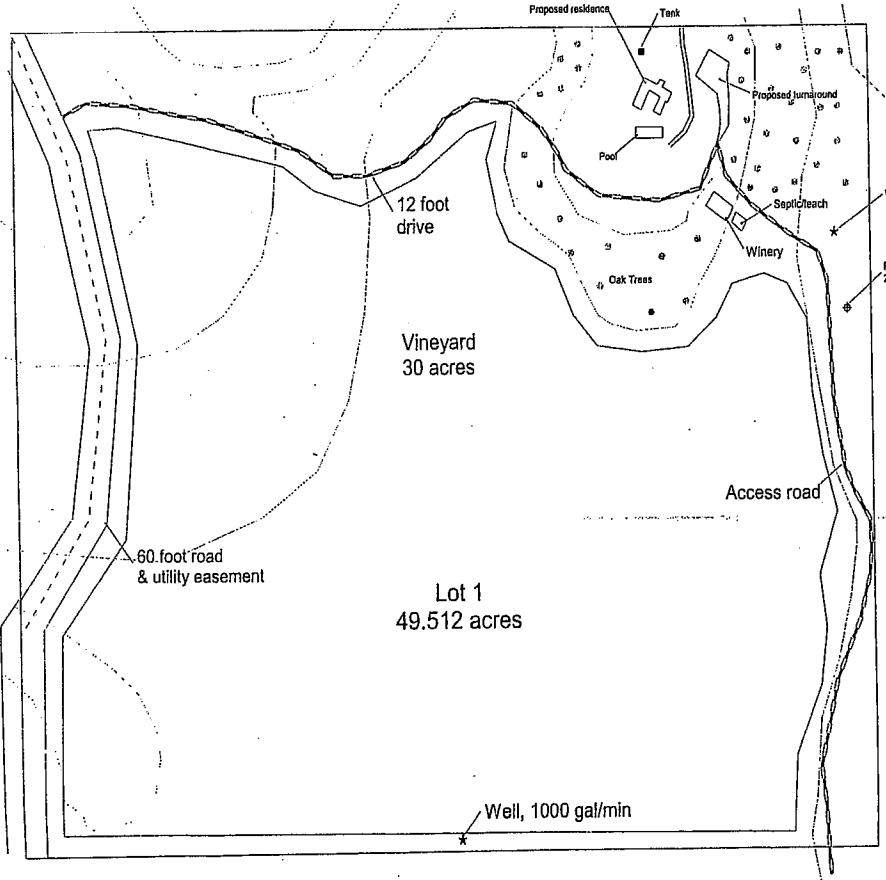 Proposed residence
Tank
Proposed turnaround
Pool
12 foot
drive
Septic/leach
Winery
Oak Trees
Vineyard
30 acres
Access road
60 foot road
& utility easement
Lot 1
49.512 acres
Well, 1000 gal/min